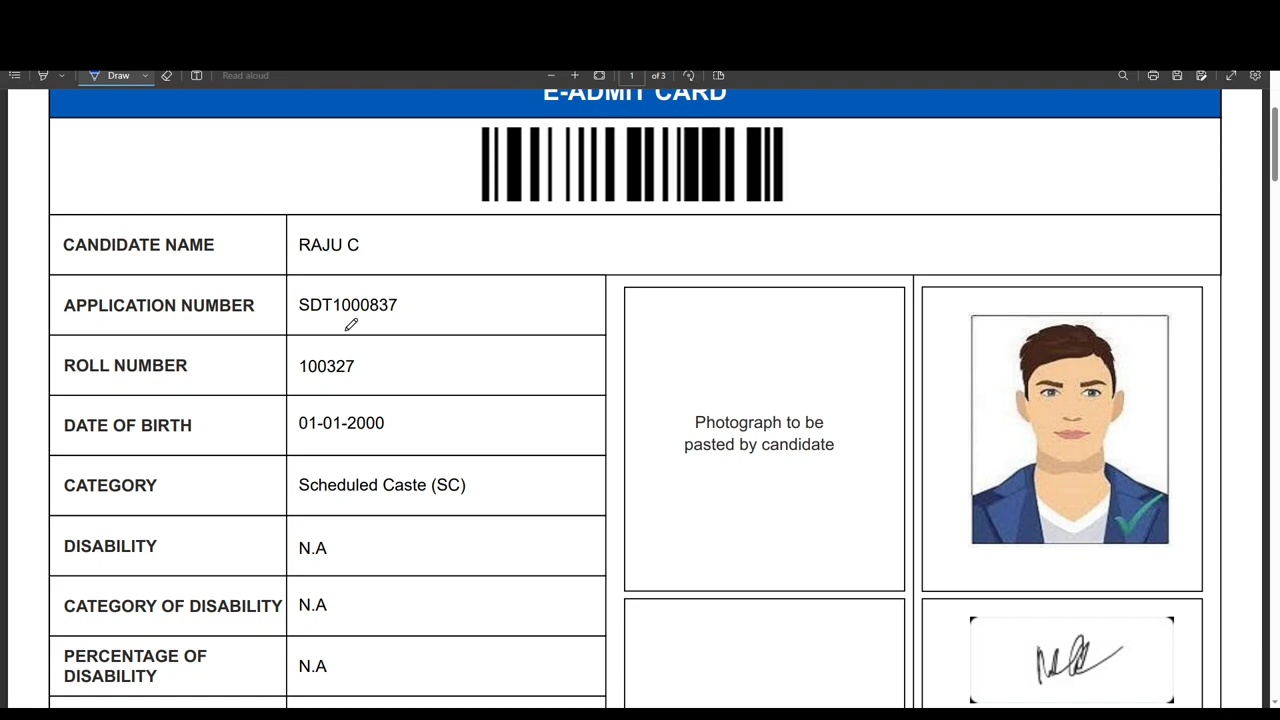 Draw
Read aloud
1 of 3
E-ADMIT CARD
CANDIDATE NAME RAJU C
APPLICATION NUMBER SDT1000837
ROLL NUMBER 100327
DATE OF BIRTH 01-01-2000
CATEGORY Scheduled Caste (SC)
DISABILITY N.A
CATEGORY OF DISABILITY N.A
PERCENTAGE OF
DISABILITY N.A
Photograph to be
pasted by candidate